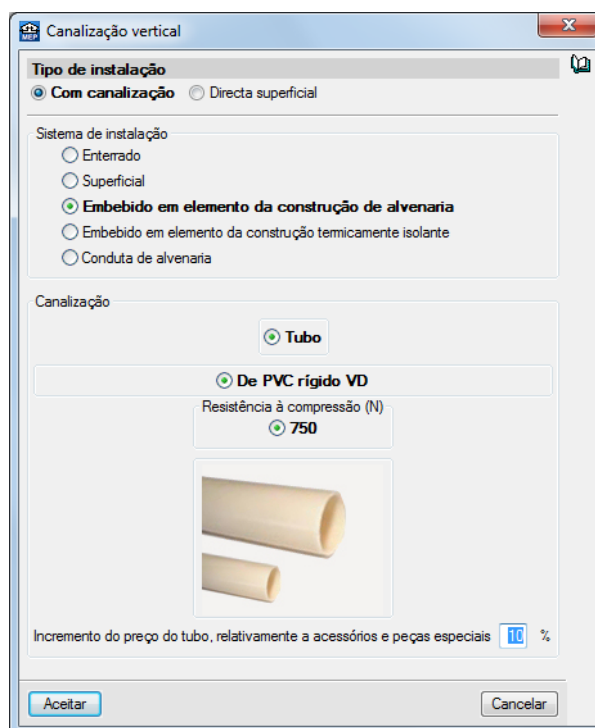 MEP Canalização vertical
Tipo de instalação
Com canalização Directa superficial
Sistema de instalação
Enterrado
Superficial
Embebido em elemento da construção de alvenaria
Embebido em elemento da construção termicamente isolante
Conduta de alvenaria
Canalização
Tubo
De PVC rígido VD
Resistência à compressão (N)
750
Incremento do preço do tubo, relativamente a acessórios e peças especiais 10 %
Aceitar Cancelar